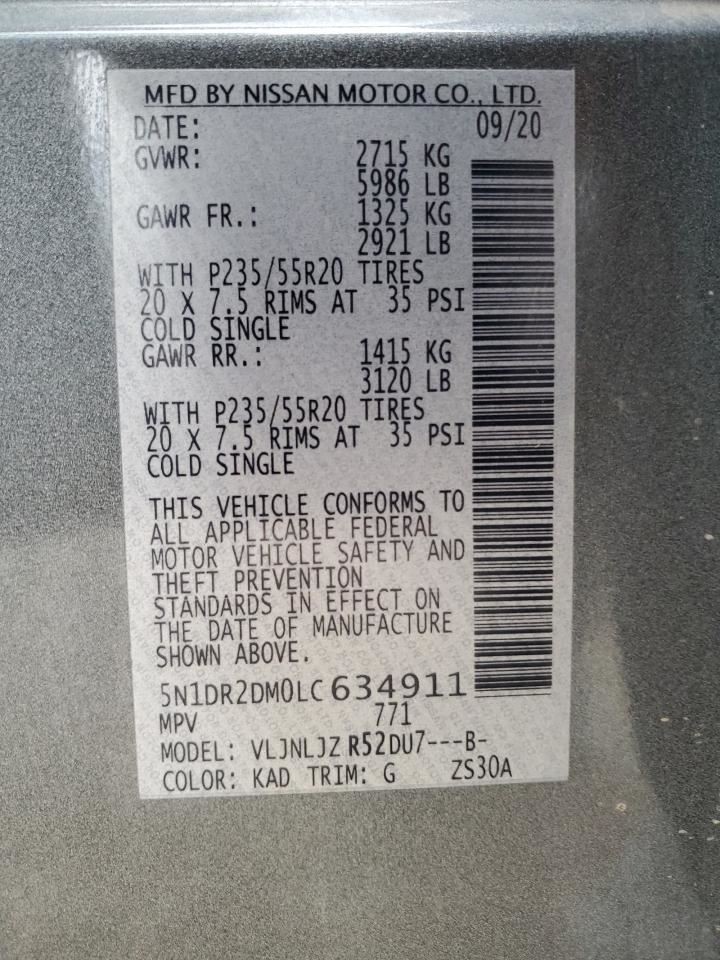 MFD BY NISSAN MOTOR CO., LTD.
DATE: 09/20
GVWR: 2715 KG
5986 LB
GAWR FR.: 1325 KG
2921 LB
WITH P235/55R20 TIRES
20 X 7.5 RIMS AT 35 PSI
COLD SINGLE
GAWR RR.: 1415 KG
3120 LB
WITH P235/55R20 TIRES
20 X 7.5 RIMS AT 35 PSI
COLD SINGLE
THIS VEHICLE CONFORMS TO
ALL APPLICABLE FEDERAL
MOTOR VEHICLE SAFETY AND
THEFT PREVENTION
STANDARDS IN EFFECT ON
THE DATE OF MANUFACTURE
SHOWN ABOVE.
5N1DR2DM0LC634911
MPV 771
MODEL: VLJNLJZ R52DU7---B-
COLOR: KAD TRIM: G ZS30A